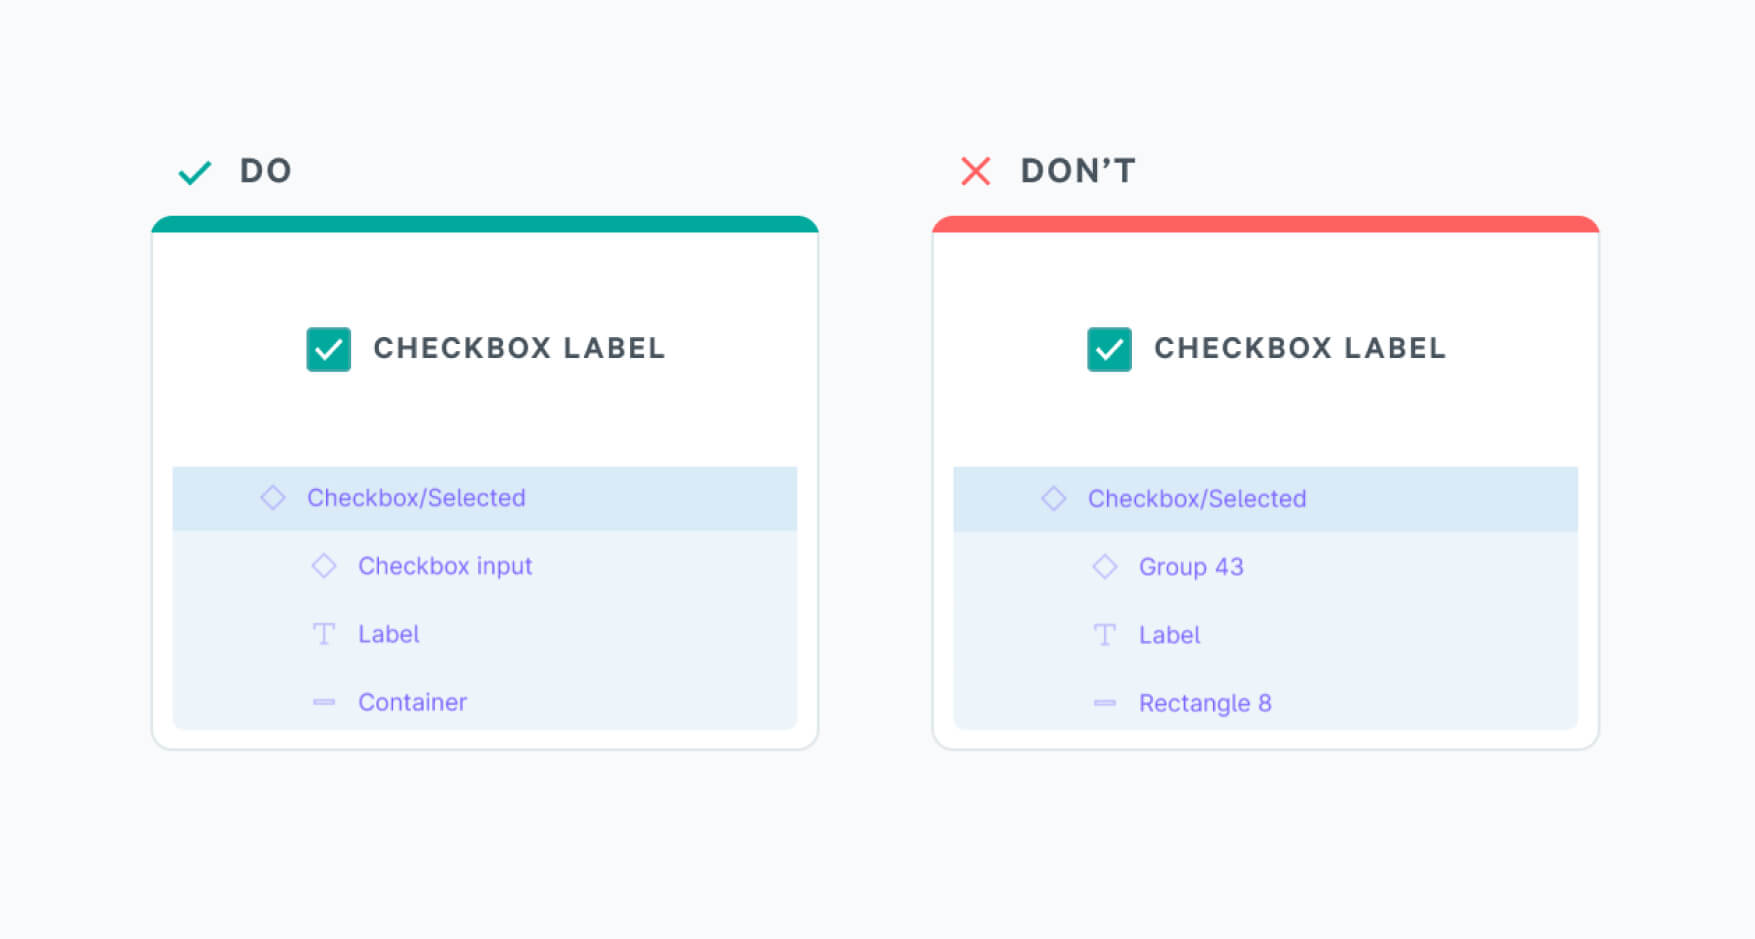 DO
CHECKBOX LABEL
Checkbox/Selected
Checkbox input
Label
Container
DON’T
CHECKBOX LABEL
Checkbox/Selected
Group 43
Label
Rectangle 8